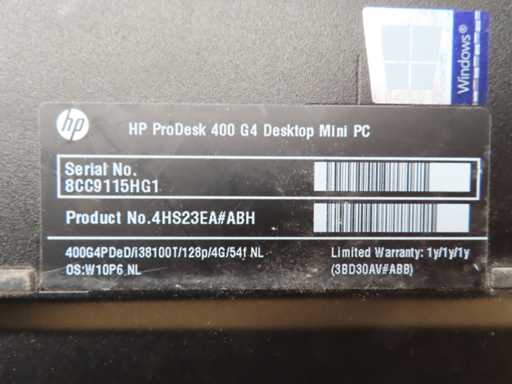 Windows®
hp
HP ProDesk 400 G4 Desktop Mini PC
Serial No.
8CC9115HG1
Product No.4HS23EA#ABH
400G4PDeD/i38100T/128p/4G/54f NL
OS:W10P6 NL
Limited Warranty: 1y/1y/1y
(3BD30AV#ABB)